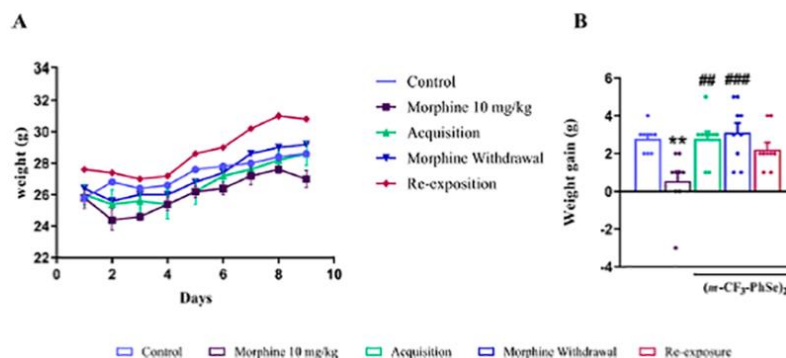 A
weight (g)
34
32
30
28
26
24
22
0
2
4
6
8
10
Days
Control
Morphine 10 mg/kg
Acquisition
Morphine Withdrawal
Re-exposition
B
Weight gain (g)
6
4
2
0
-2
-4
**
##
###
(m-CF3-PhSe)2
Control
Morphine 10 mg/kg
Acquisition
Morphine Withdrawal
Re-exposure